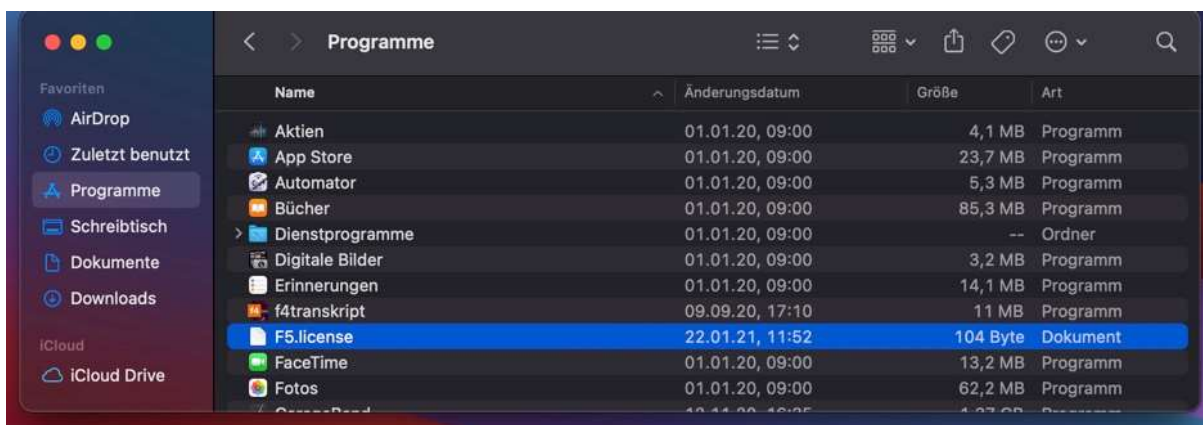 Programme
Favoriten
AirDrop
Zuletzt benutzt
Programme
Schreibtisch
Dokumente
Downloads
iCloud
iCloud Drive
Name Änderungsdatum Größe Art
Aktien 01.01.20, 09:00 4,1 MB Programm
App Store 01.01.20, 09:00 23,7 MB Programm
Automator 01.01.20, 09:00 5,3 MB Programm
Bücher 01.01.20, 09:00 85,3 MB Programm
Dienstprogramme 01.01.20, 09:00 -- Ordner
Digitale Bilder 01.01.20, 09:00 3,2 MB Programm
Erinnerungen 01.01.20, 09:00 14,1 MB Programm
f4transkript 09.09.20, 17:10 11 MB Programm
F5.license 22.01.21, 11:52 104 Byte Dokument
FaceTime 01.01.20, 09:00 13,2 MB Programm
Fotos 01.01.20, 09:00 62,2 MB Programm